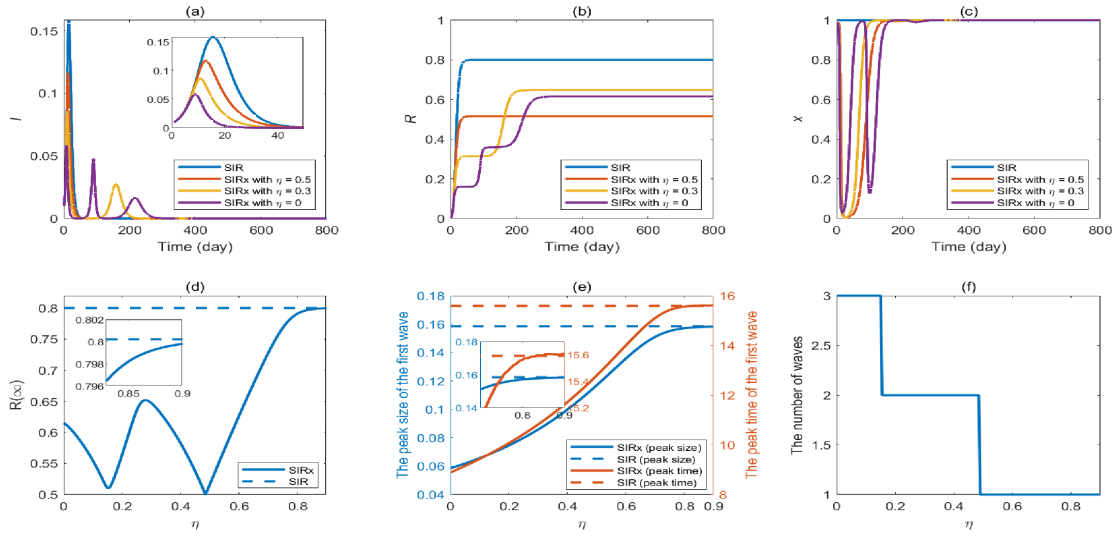 (a)
I
0.15
0.1
0.05
0
0.15
0.1
0.05
0
0 20 40
SIR
SIRx with η = 0.5
SIRx with η = 0.3
SIRx with η = 0
0 200 400 600 800
Time (day)
(b)
R
1
0.8
0.6
0.4
0.2
0
SIR
SIRx with η = 0.5
SIRx with η = 0.3
SIRx with η = 0
0 200 400 600 800
Time (day)
(c)
x
1
0.8
0.6
0.4
0.2
0
SIR
SIRx with η = 0.5
SIRx with η = 0.3
SIRx with η = 0
0 200 400 600 800
Time (day)
(d)
R(∞)
0.8
0.75
0.7
0.65
0.6
0.55
0.5
0.802
0.8
0.798
0.796
0.85 0.9
SIRx
SIR
0 0.2 0.4 0.6 0.8
η
(e)
The peak size of the first wave
0.18
0.16
0.14
0.12
0.1
0.08
0.06
0.04
0.18
0.16
0.14
15.6
15.4
15.2
0.8 0.9
SIRx (peak size)
SIR (peak size)
SIRx (peak time)
SIR (peak time)
16
14
12
10
8
The peak time of the first wave
0 0.2 0.4 0.6 0.8 0.9
η
(f)
The number of waves
3
2.5
2
1.5
1
0 0.2 0.4 0.6 0.8
η